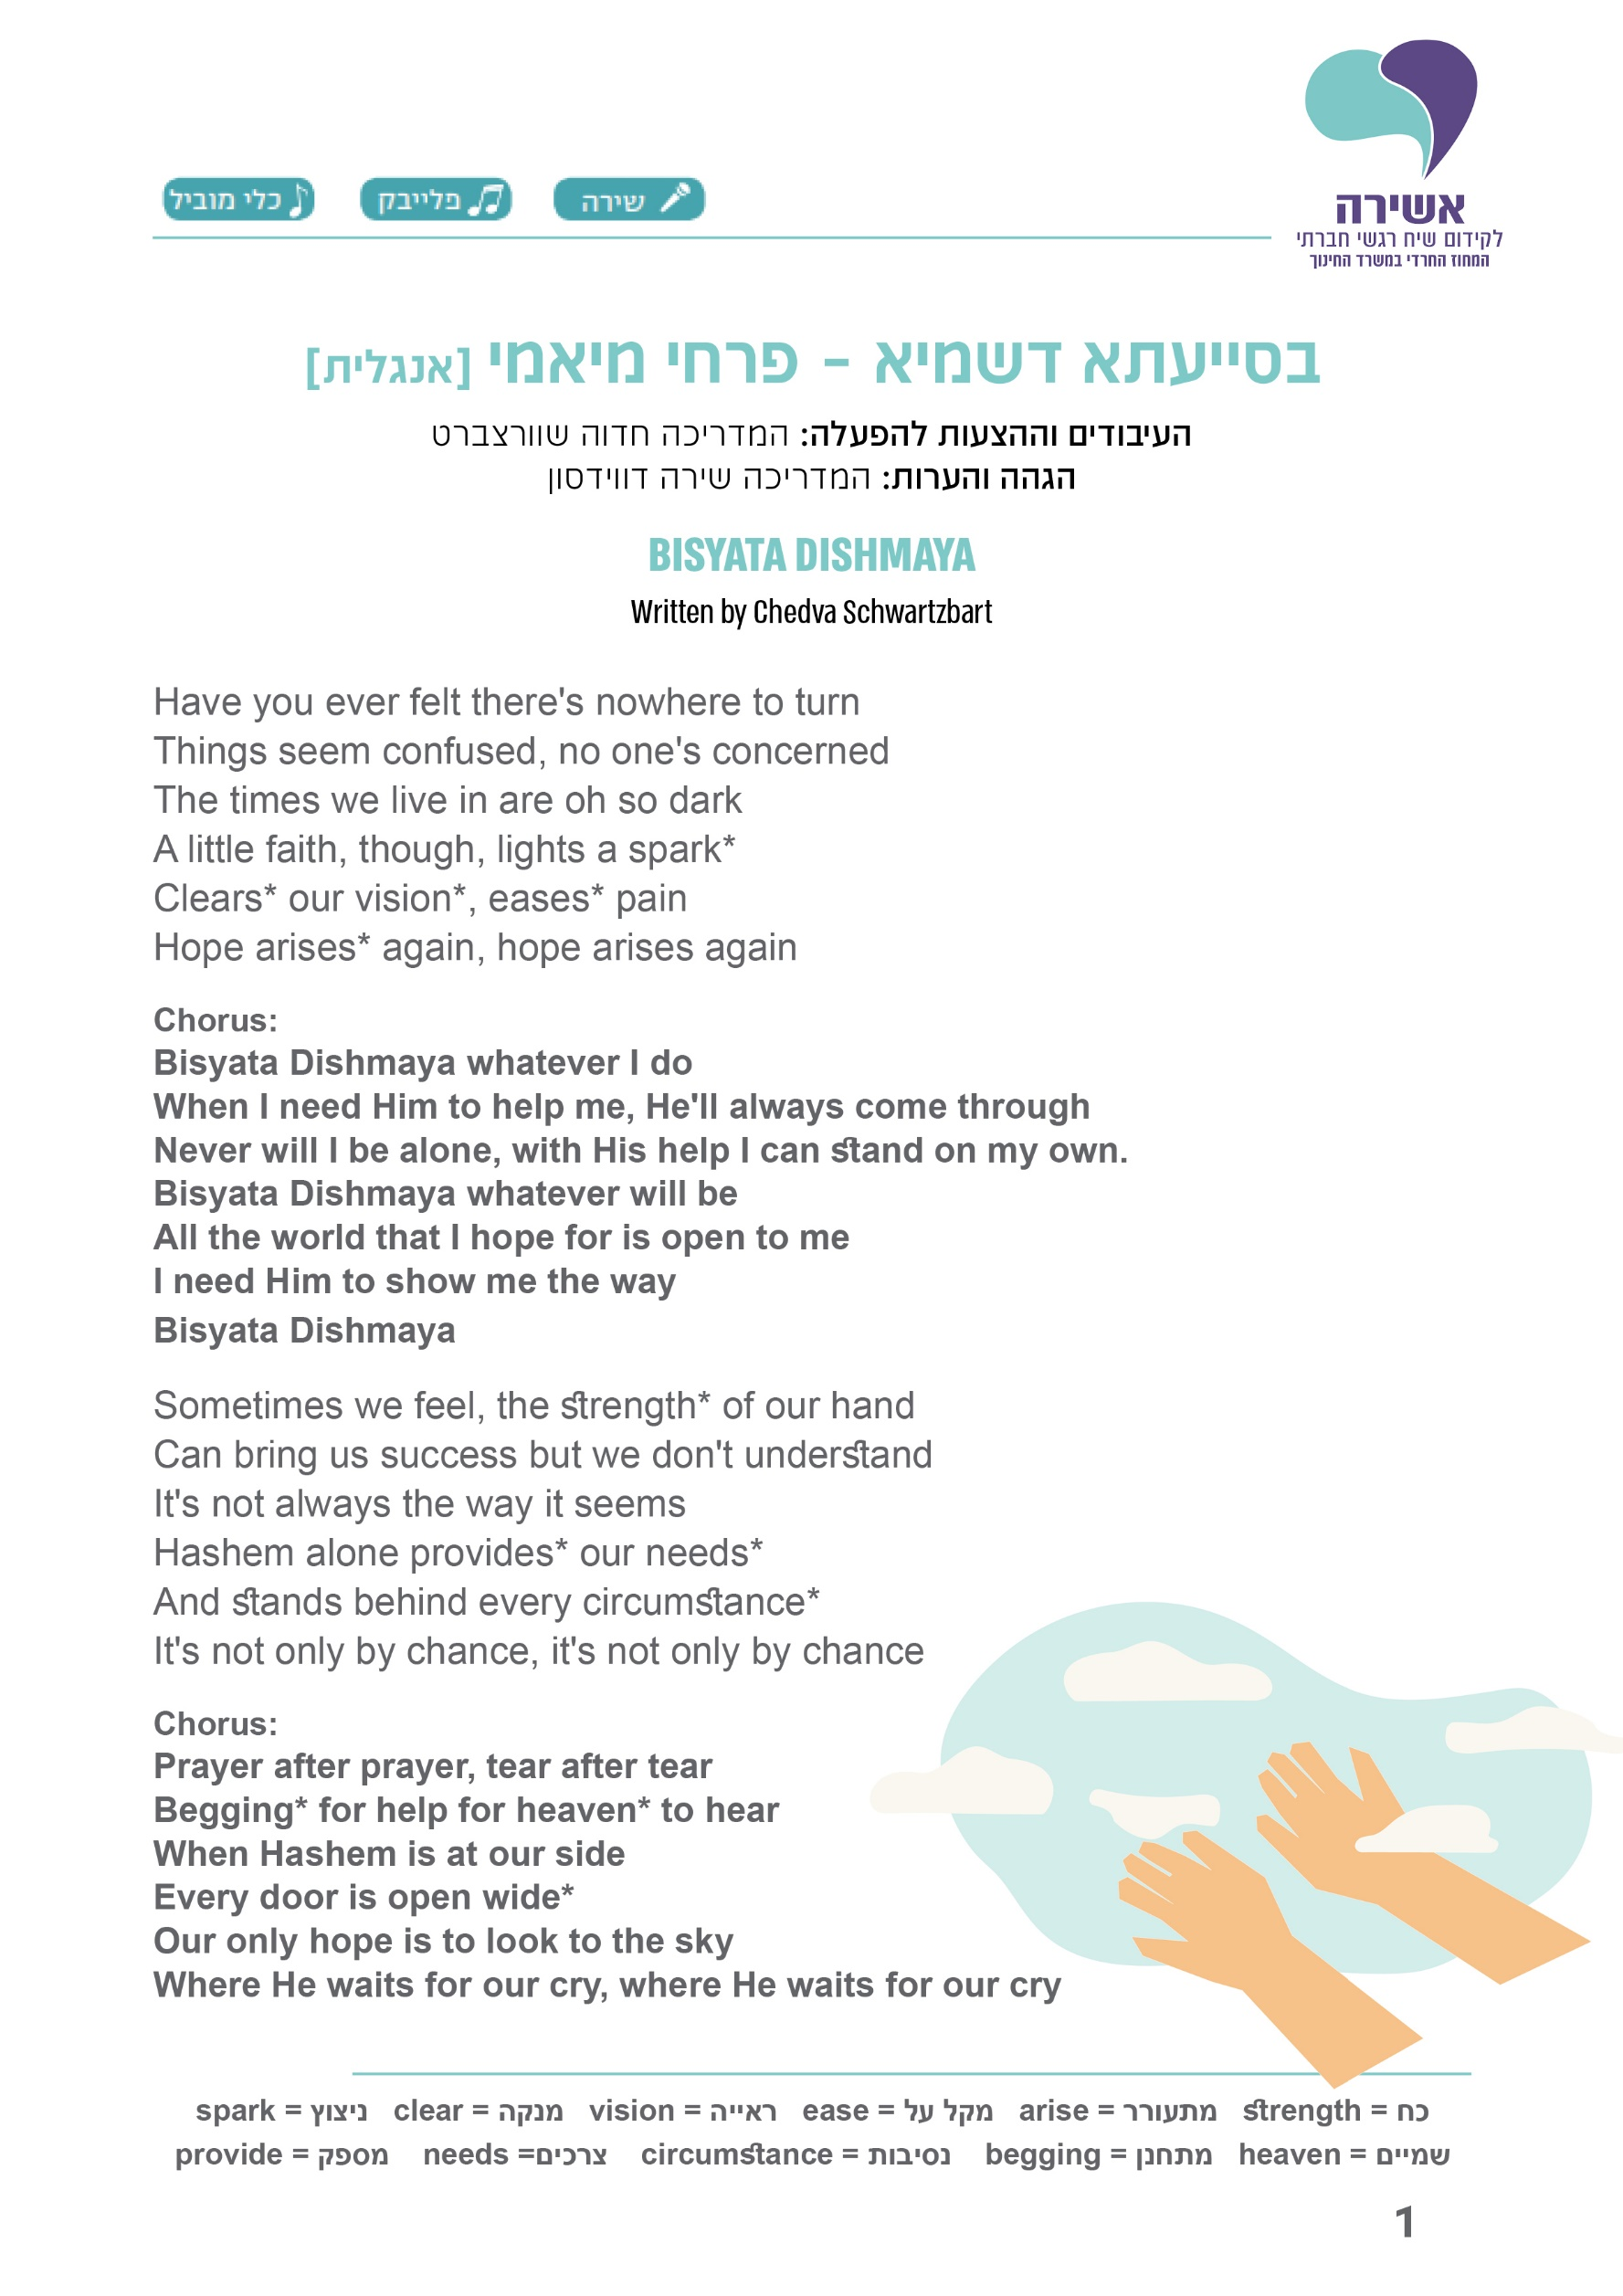 אשירה
לקידום שיח רגשי חברתי
המחוז החרדי במשרד החינוך
שירה
פלייבק
כלי מוביל
בסייעתא דשמיא - פרחי מיאמי [אנגלית]
העיבודים וההצעות להפעלה: המדריכה חדוה שוורצברט
הגהה והערות: המדריכה שירה דווידסון
BISYATA DISHMAYA
Written by Chedva Schwartzbart
Have you ever felt there's nowhere to turn
Things seem confused, no one's concerned
The times we live in are oh so dark
A little faith, though, lights a spark*
Clears* our vision*, eases* pain
Hope arises* again, hope arises again
Chorus:
Bisyata Dishmaya whatever I do
When I need Him to help me, He'll always come through
Never will I be alone, with His help I can stand on my own.
Bisyata Dishmaya whatever will be
All the world that I hope for is open to me
I need Him to show me the way
Bisyata Dishmaya
Sometimes we feel, the strength* of our hand
Can bring us success but we don't understand
It's not always the way it seems
Hashem alone provides* our needs*
And stands behind every circumstance*
It's not only by chance, it's not only by chance
Chorus:
Prayer after prayer, tear after tear
Begging* for help for heaven* to hear
When Hashem is at our side
Every door is open wide*
Our only hope is to look to the sky
Where He waits for our cry, where He waits for our cry
spark = ניצוץ clear = מנקה vision = ראייה ease = מקל על arise = מתעורר strength = כח
provide = מספק needs =צרכים circumstance = נסיבות begging = מתחנן heaven = שמיים
1